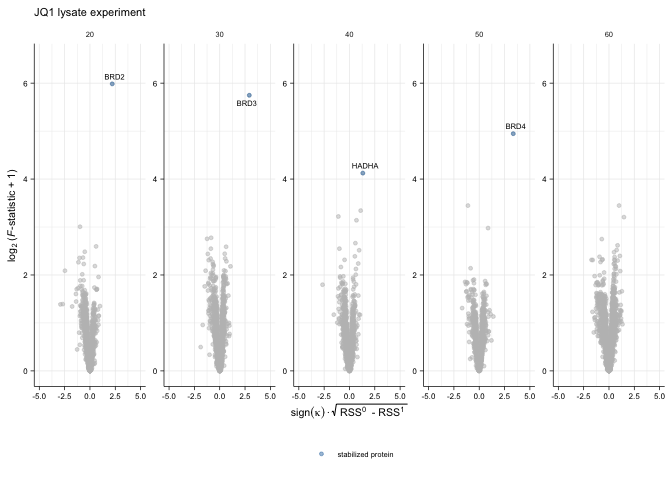 JQ1 lysate experiment
20 30 40 50 60
BRD2
BRD3
HADHA
BRD4
log₂ (F-statistic + 1)
6 6 6 6 6
4 4 4 4 4
2 2 2 2 2
0 0 0 0 0
-5.0 -2.5 0.0 2.5 5.0 -5.0 -2.5 0.0 2.5 5.0 -5.0 -2.5 0.0 2.5 5.0 -5.0 -2.5 0.0 2.5 5.0 -5.0 -2.5 0.0 2.5 5.0
sign(κ) · √RSS⁰ - RSS¹
stabilized protein